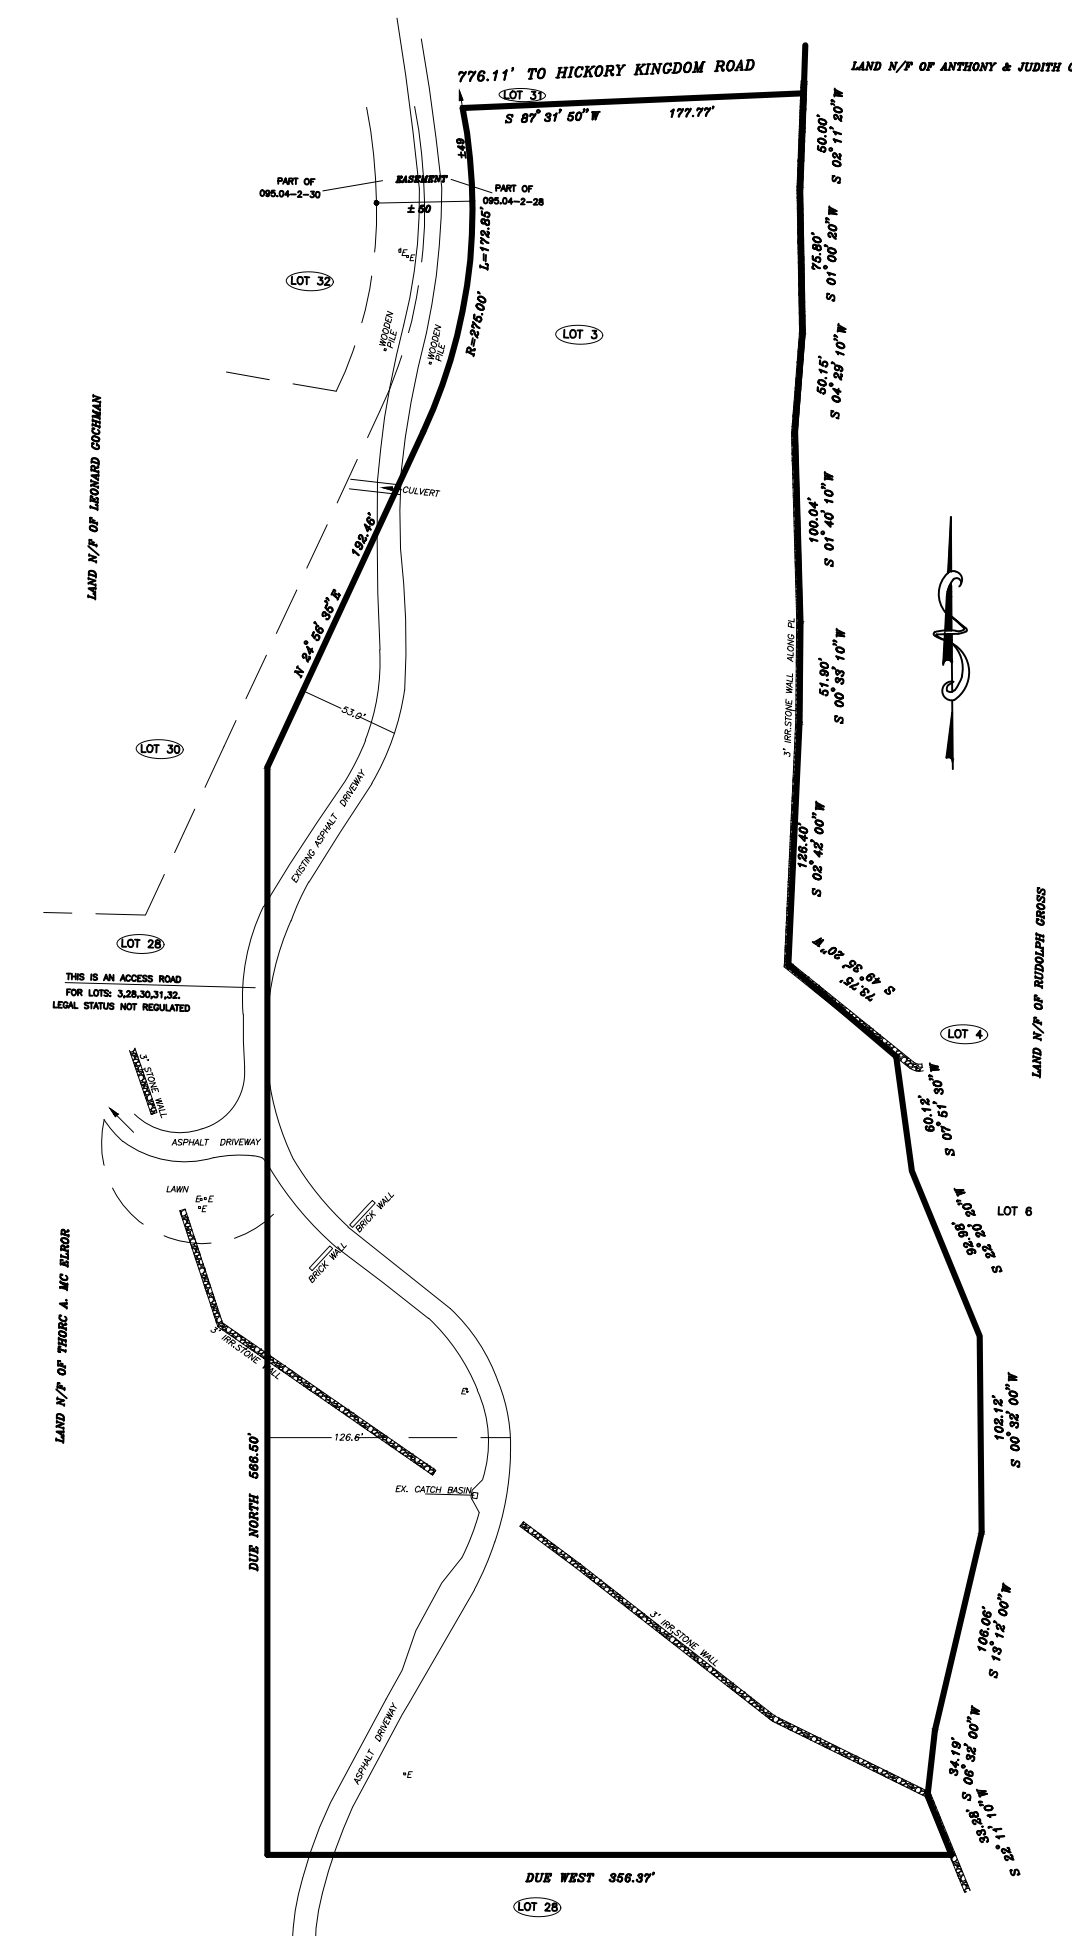 776.11' TO HICKORY KINGDOM ROAD
LAND N/F OF ANTHONY & JUDITH
LOT 31
S 87° 31' 50"W 177.77'
±49
50.00'
S 02° 11' 20"W
PART OF
095.04-2-30
EASEMENT
± 50
PART OF
095.04-2-28
R=275.00' L=172.85'
75.80'
S 01° 00' 20"W
E
E
LOT 32
WOODEN
PILE
WOODEN
PILE
LOT 3
50.15'
S 04° 29' 10"W
LAND N/F OF LEONARD GOCHMAN
CULVERT
N 24° 56' 35"E 192.46'
100.04'
S 01° 40' 10"W
3' IRR.STONE WALL ALONG PL
51.90'
S 00° 33' 10"W
53.0'
LOT 30
EXISTING ASPHALT DRIVEWAY
126.40'
S 02° 42' 00"W
LOT 28
THIS IS AN ACCESS ROAD
FOR LOTS: 3,28,30,31,32.
LEGAL STATUS NOT REGULATED
S 49° 35' 20"W
73.75'
LAND N/F OF RUDOLPH GROSS
LOT 4
3' STONE WALL
60.12'
S 07° 51' 30"W
ASPHALT DRIVEWAY
LAWN
E
E
E
BRICK WALL
BRICK WALL
92.98'
S 22° 20' 20"W
LOT 6
LAND N/F OF THORC A. MC ELROR
3' IRR.STONE WALL
E
102.12'
S 00° 32' 00"W
126.6'
DUE NORTH 566.50'
EX. CATCH BASIN
3' IRR.STONE WALL
106.06'
S 13° 12' 00"W
ASPHALT DRIVEWAY
E
34.19'
S 06° 32' 00"W
33.28'
S 22° 11' 10"W
DUE WEST 356.37'
LOT 28